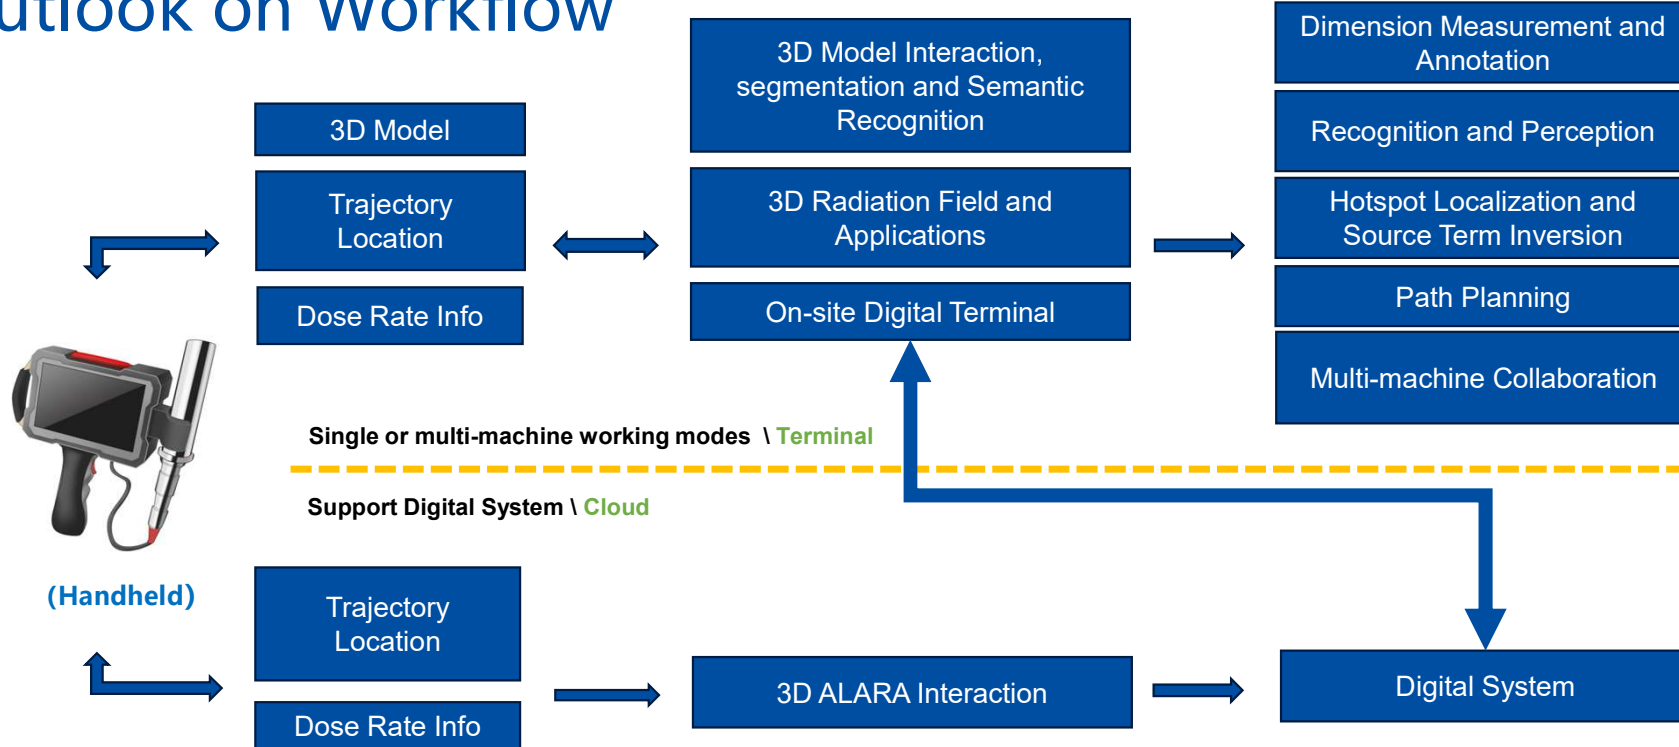 utlook on Workflow
3D Model
Trajectory
Location
Dose Rate Info
3D Model Interaction,
segmentation and Semantic
Recognition
3D Radiation Field and
Applications
On-site Digital Terminal
Dimension Measurement and
Annotation
Recognition and Perception
Hotspot Localization and
Source Term Inversion
Path Planning
Multi-machine Collaboration
Single or multi-machine working modes \ Terminal
Support Digital System \ Cloud
(Handheld)
Trajectory
Location
Dose Rate Info
3D ALARA Interaction
Digital System